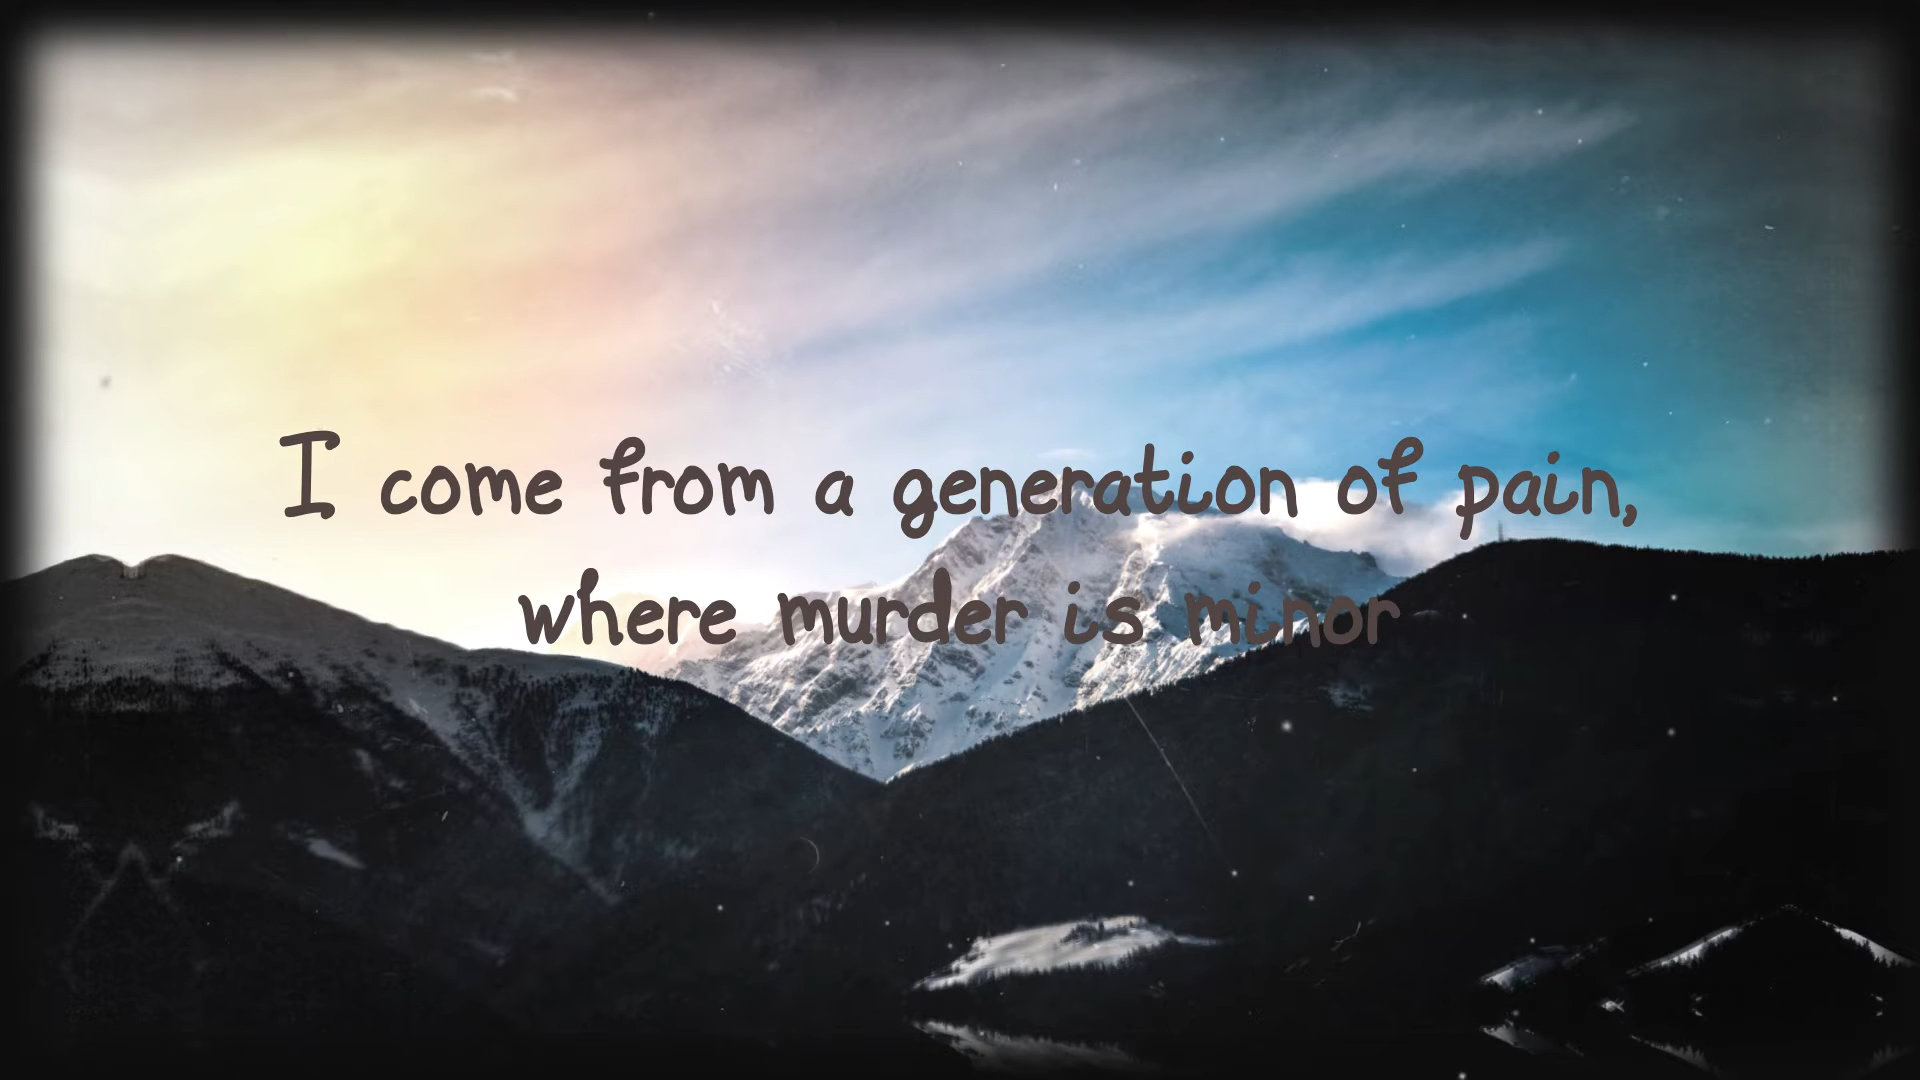 I come from a generation of pain,
where murder is minor